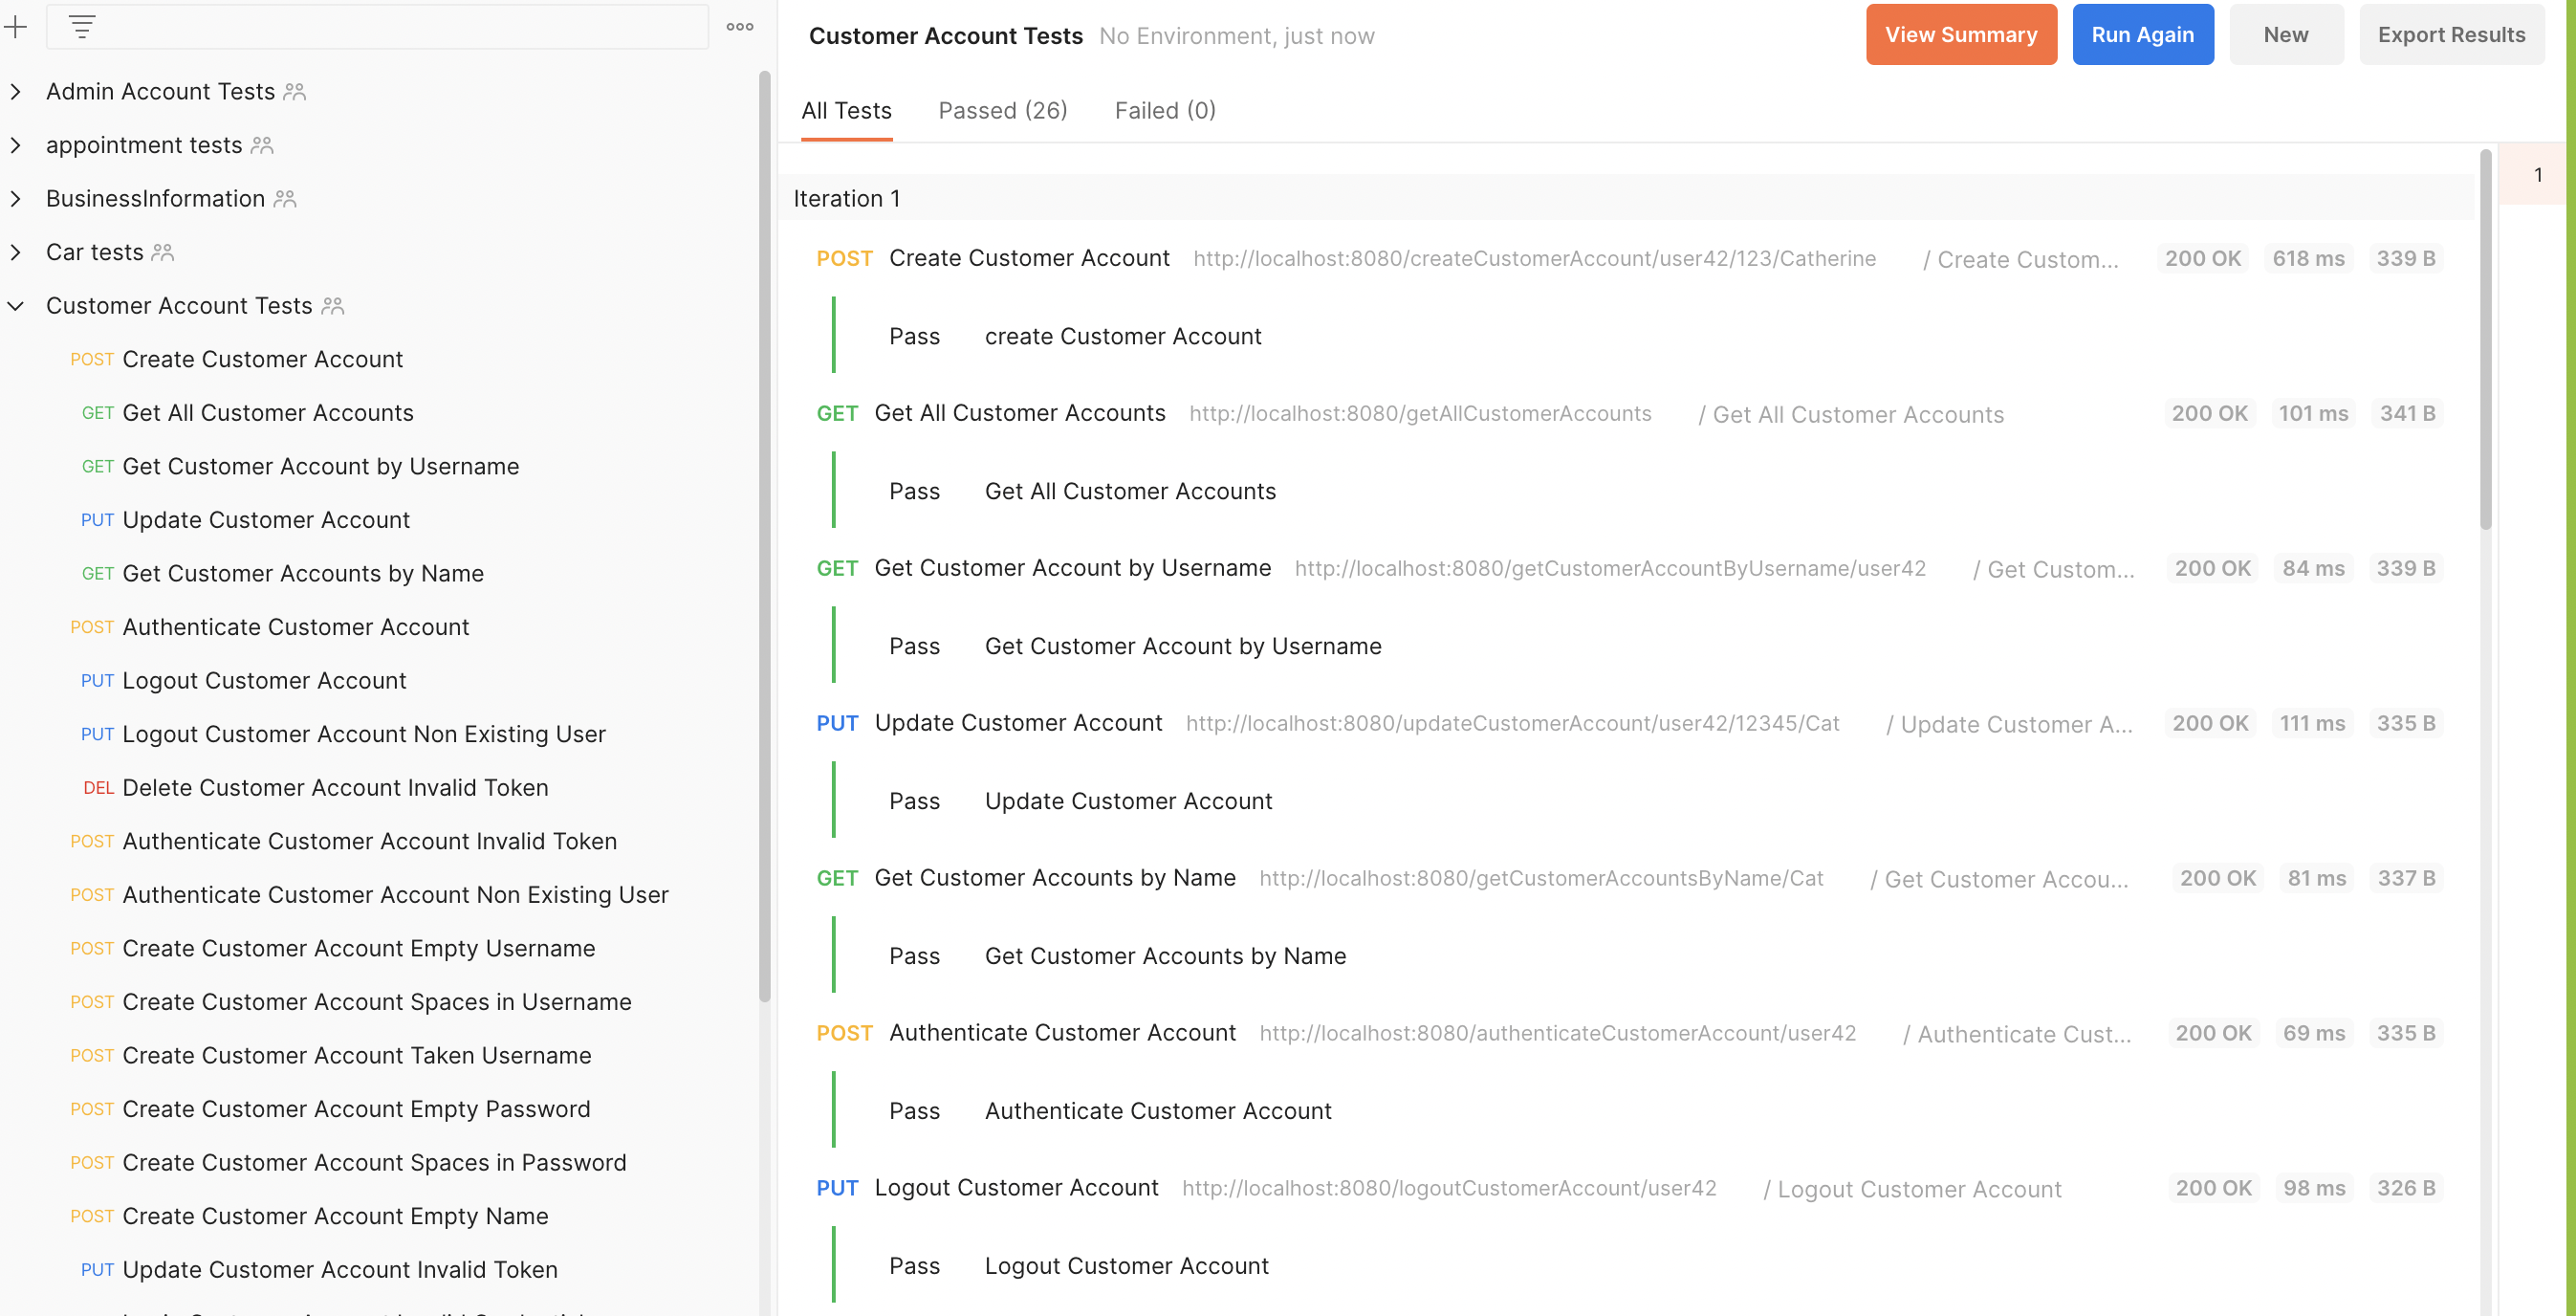 Admin Account Tests
appointment tests
BusinessInformation
Car tests
Customer Account Tests
POST Create Customer Account
GET Get All Customer Accounts
GET Get Customer Account by Username
PUT Update Customer Account
GET Get Customer Accounts by Name
POST Authenticate Customer Account
PUT Logout Customer Account
PUT Logout Customer Account Non Existing User
DEL Delete Customer Account Invalid Token
POST Authenticate Customer Account Invalid Token
POST Authenticate Customer Account Non Existing User
POST Create Customer Account Empty Username
POST Create Customer Account Spaces in Username
POST Create Customer Account Taken Username
POST Create Customer Account Empty Password
POST Create Customer Account Spaces in Password
POST Create Customer Account Empty Name
PUT Update Customer Account Invalid Token
Customer Account Tests No Environment, just now View Summary Run Again New Export Results
All Tests Passed (26) Failed (0)
1
Iteration 1
POST Create Customer Account http://localhost:8080/createCustomerAccount/user42/123/Catherine / Create Custom... 200 OK 618 ms 339 B
Pass create Customer Account
GET Get All Customer Accounts http://localhost:8080/getAllCustomerAccounts / Get All Customer Accounts 200 OK 101 ms 341 B
Pass Get All Customer Accounts
GET Get Customer Account by Username http://localhost:8080/getCustomerAccountByUsername/user42 / Get Custom... 200 OK 84 ms 339 B
Pass Get Customer Account by Username
PUT Update Customer Account http://localhost:8080/updateCustomerAccount/user42/12345/Cat / Update Customer A... 200 OK 111 ms 335 B
Pass Update Customer Account
GET Get Customer Accounts by Name http://localhost:8080/getCustomerAccountsByName/Cat / Get Customer Accou... 200 OK 81 ms 337 B
Pass Get Customer Accounts by Name
POST Authenticate Customer Account http://localhost:8080/authenticateCustomerAccount/user42 / Authenticate Cust... 200 OK 69 ms 335 B
Pass Authenticate Customer Account
PUT Logout Customer Account http://localhost:8080/logoutCustomerAccount/user42 / Logout Customer Account 200 OK 98 ms 326 B
Pass Logout Customer Account